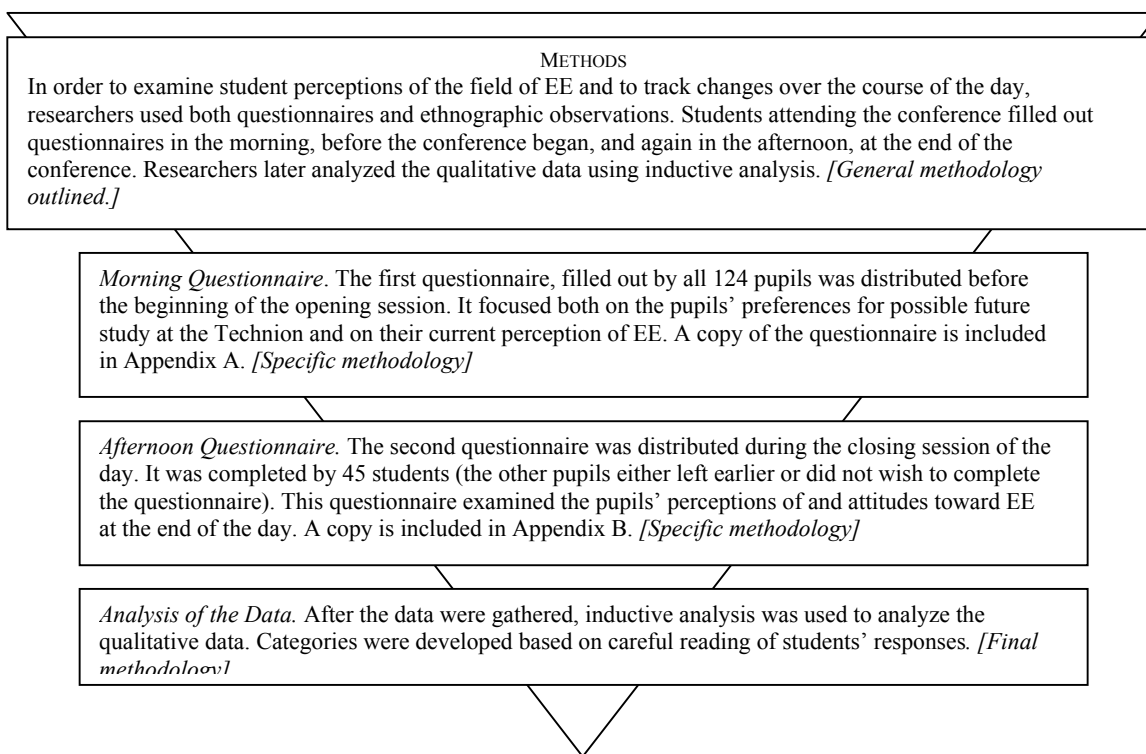 METHODS
In order to examine student perceptions of the field of EE and to track changes over the course of the day,
researchers used both questionnaires and ethnographic observations. Students attending the conference filled out
questionnaires in the morning, before the conference began, and again in the afternoon, at the end of the
conference. Researchers later analyzed the qualitative data using inductive analysis. [General methodology
outlined.]
Morning Questionnaire. The first questionnaire, filled out by all 124 pupils was distributed before
the beginning of the opening session. It focused both on the pupils’ preferences for possible future
study at the Technion and on their current perception of EE. A copy of the questionnaire is included
in Appendix A. [Specific methodology]
Afternoon Questionnaire. The second questionnaire was distributed during the closing session of the
day. It was completed by 45 students (the other pupils either left earlier or did not wish to complete
the questionnaire). This questionnaire examined the pupils’ perceptions of and attitudes toward EE
at the end of the day. A copy is included in Appendix B. [Specific methodology]
Analysis of the Data. After the data were gathered, inductive analysis was used to analyze the
qualitative data. Categories were developed based on careful reading of students’ responses. [Final
methodology]